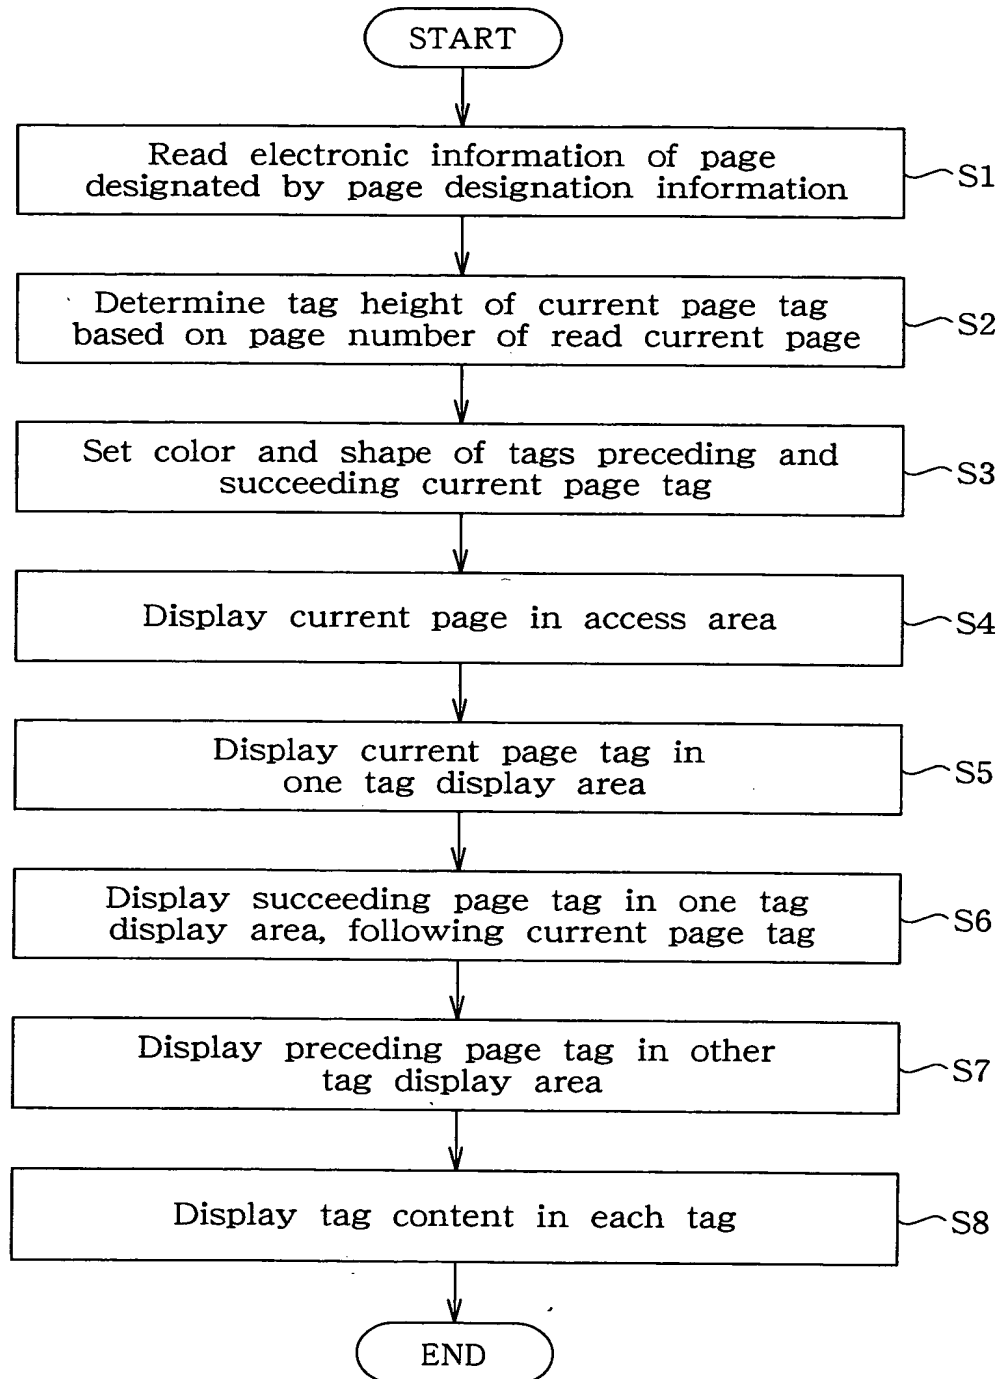 START
Read electronic information of page
designated by page designation information
S1
Determine tag height of current page tag
based on page number of read current page
S2
Set color and shape of tags preceding and
succeeding current page tag
S3
Display current page in access area
S4
Display current page tag in
one tag display area
S5
Display succeeding page tag in one tag
display area, following current page tag
S6
Display preceding page tag in other
tag display area
S7
Display tag content in each tag
S8
END